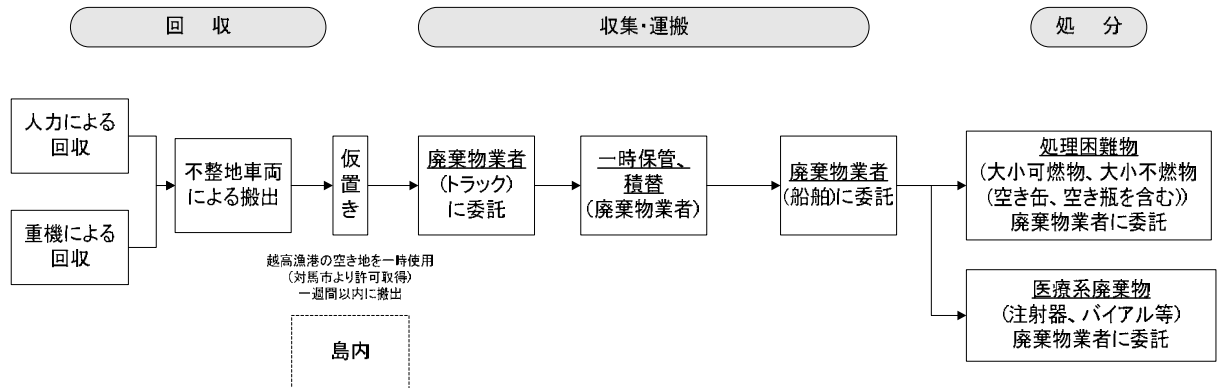 回　収
収集・運搬
処　分
人力による
回収
重機による
回収
不整地車両
による搬出
仮
置
き
廃棄物業者
(トラック)
に委託
一時保管、
積替
(廃棄物業者)
廃棄物業者
(船舶)に委託
処理困難物
(大小可燃物、大小不燃物
(空き缶、空き瓶を含む))
廃棄物業者に委託
医療系廃棄物
(注射器、バイアル等)
廃棄物業者に委託
越高漁港の空き地を一時使用
(対馬市より許可取得)
一週間以内に搬出
島内